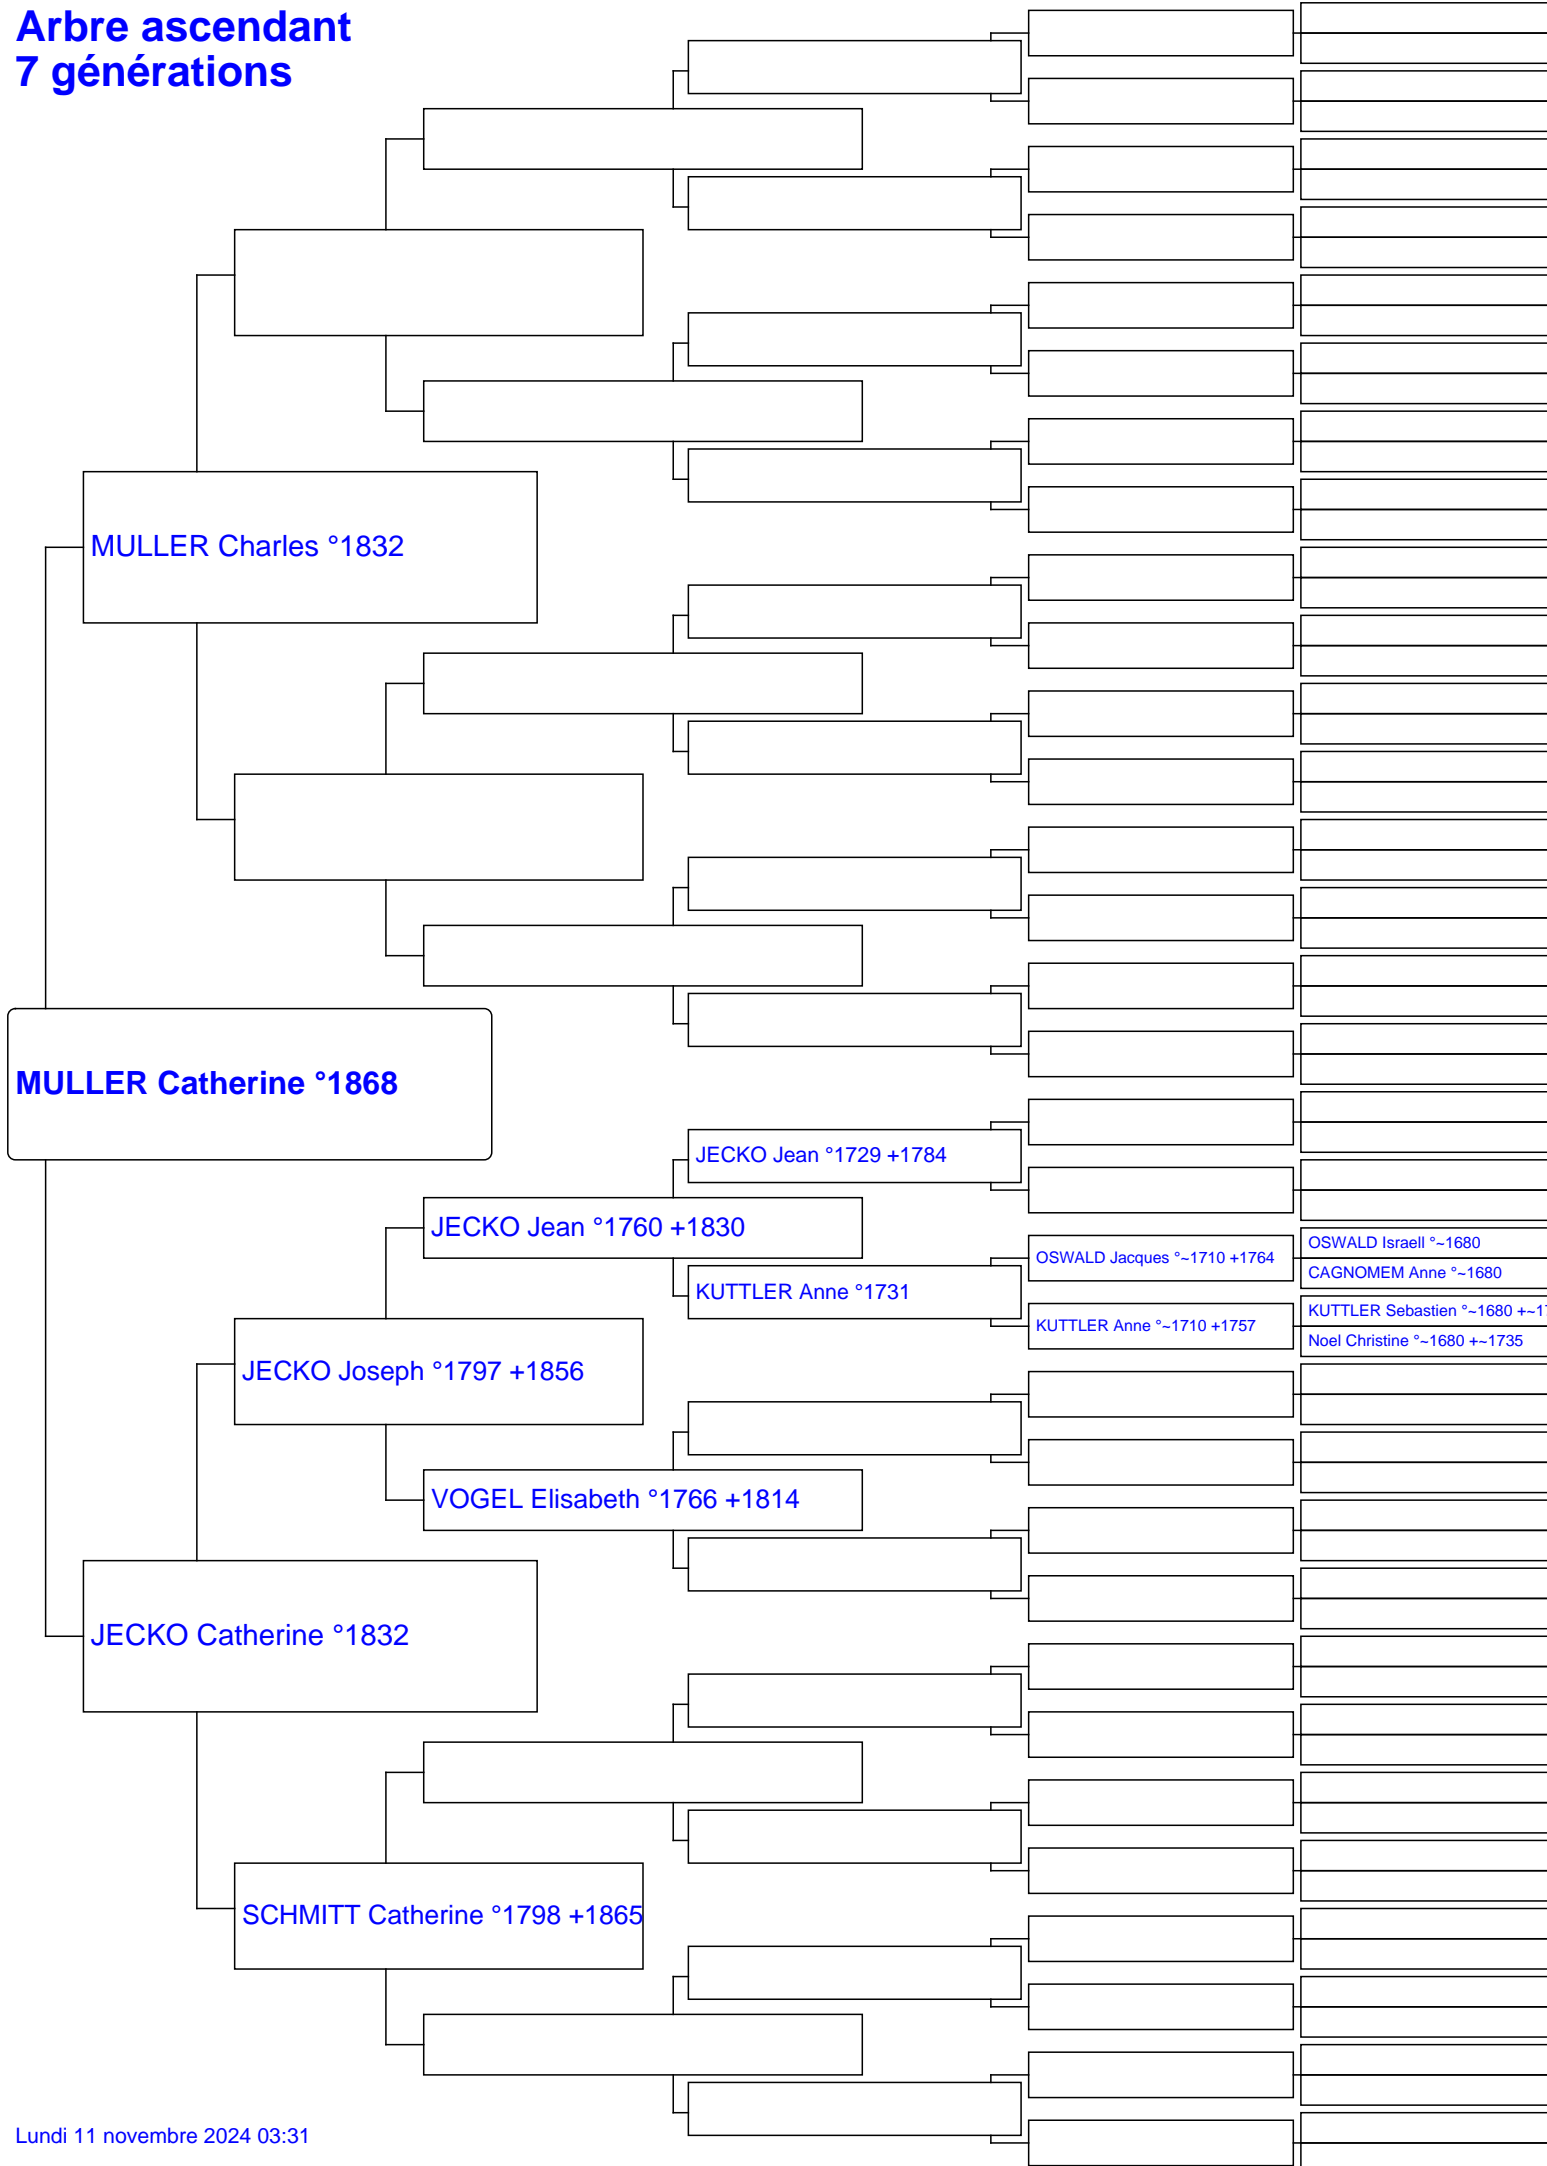 Arbre ascendant
7 générations
MULLER Charles °1832
MULLER Catherine °1868
JECKO Jean °1729 +1784
JECKO Jean °1760 +1830
OSWALD Israell °~1680
OSWALD Jacques °~1710 +1764
CAGNOMEM Anne °~1680
KUTTLER Anne °1731
KUTTLER Sebastien °~1680 +~17
KUTTLER Anne °~1710 +1757
Noel Christine °~1680 +~1735
JECKO Joseph °1797 +1856
VOGEL Elisabeth °1766 +1814
JECKO Catherine °1832
SCHMITT Catherine °1798 +1865
Lundi 11 novembre 2024 03:31